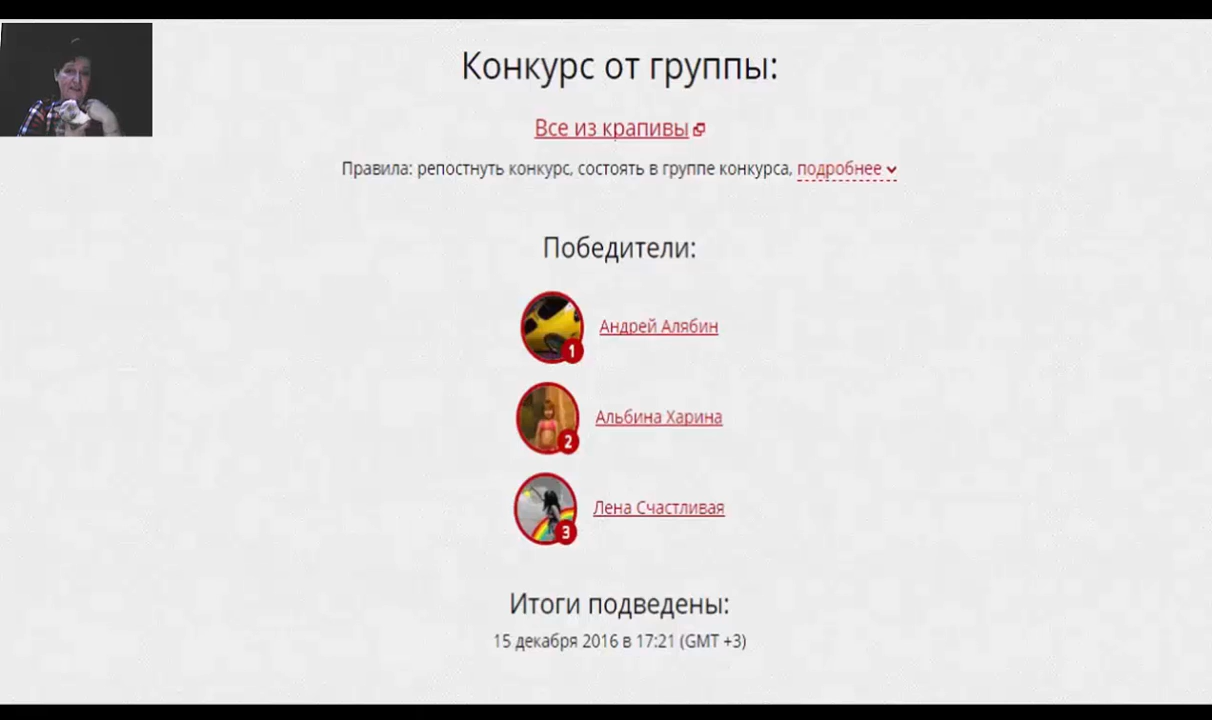 Конкурс от группы:
Все из крапивы
Правила: репостнуть конкурс, состоять в группе конкурса, подробнее
Победители:
1 Андрей Алябин
2 Альбина Харина
3 Лена Счастливая
Итоги подведены:
15 декабря 2016 в 17:21 (GMT +3)